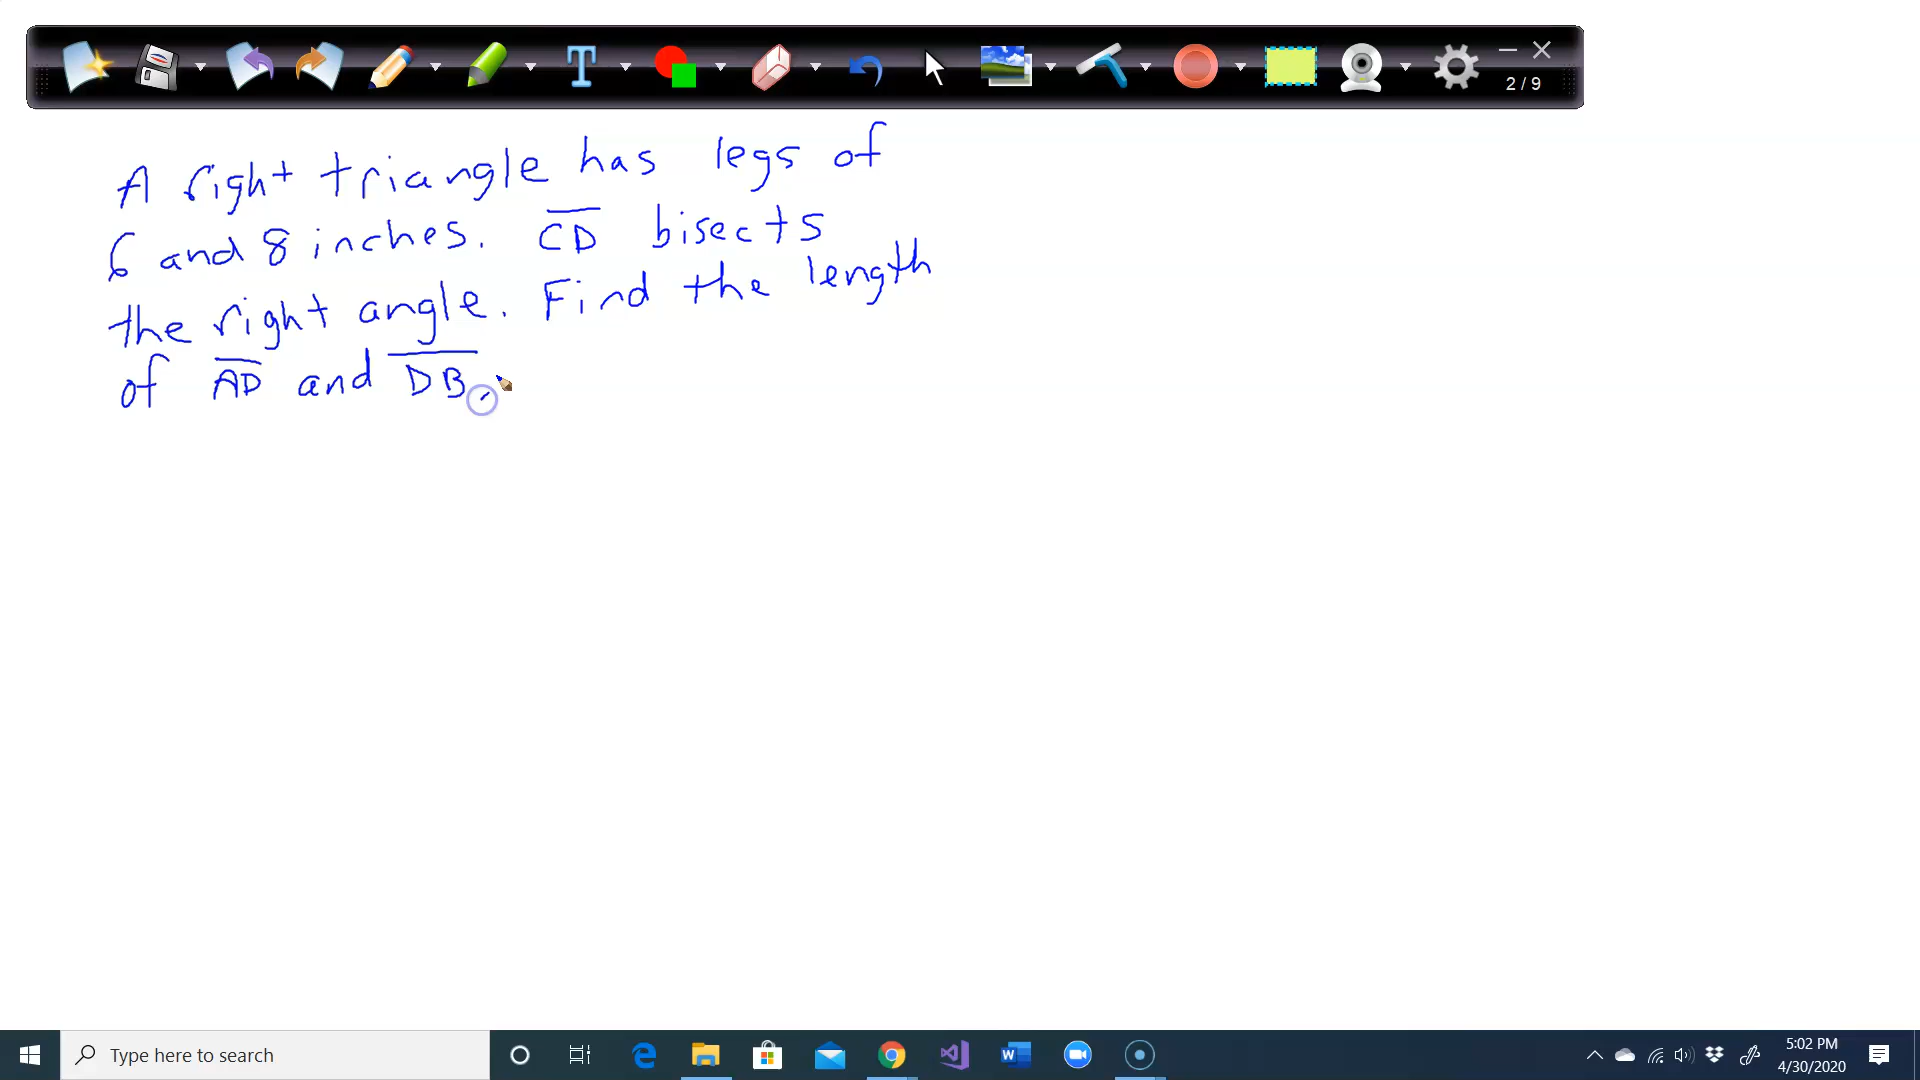 2 / 9
A right triangle has legs of
6 and 8 inches. CD bisects
the right angle. Find the length
of AD and DB.
Type here to search
5:02 PM
4/30/2020